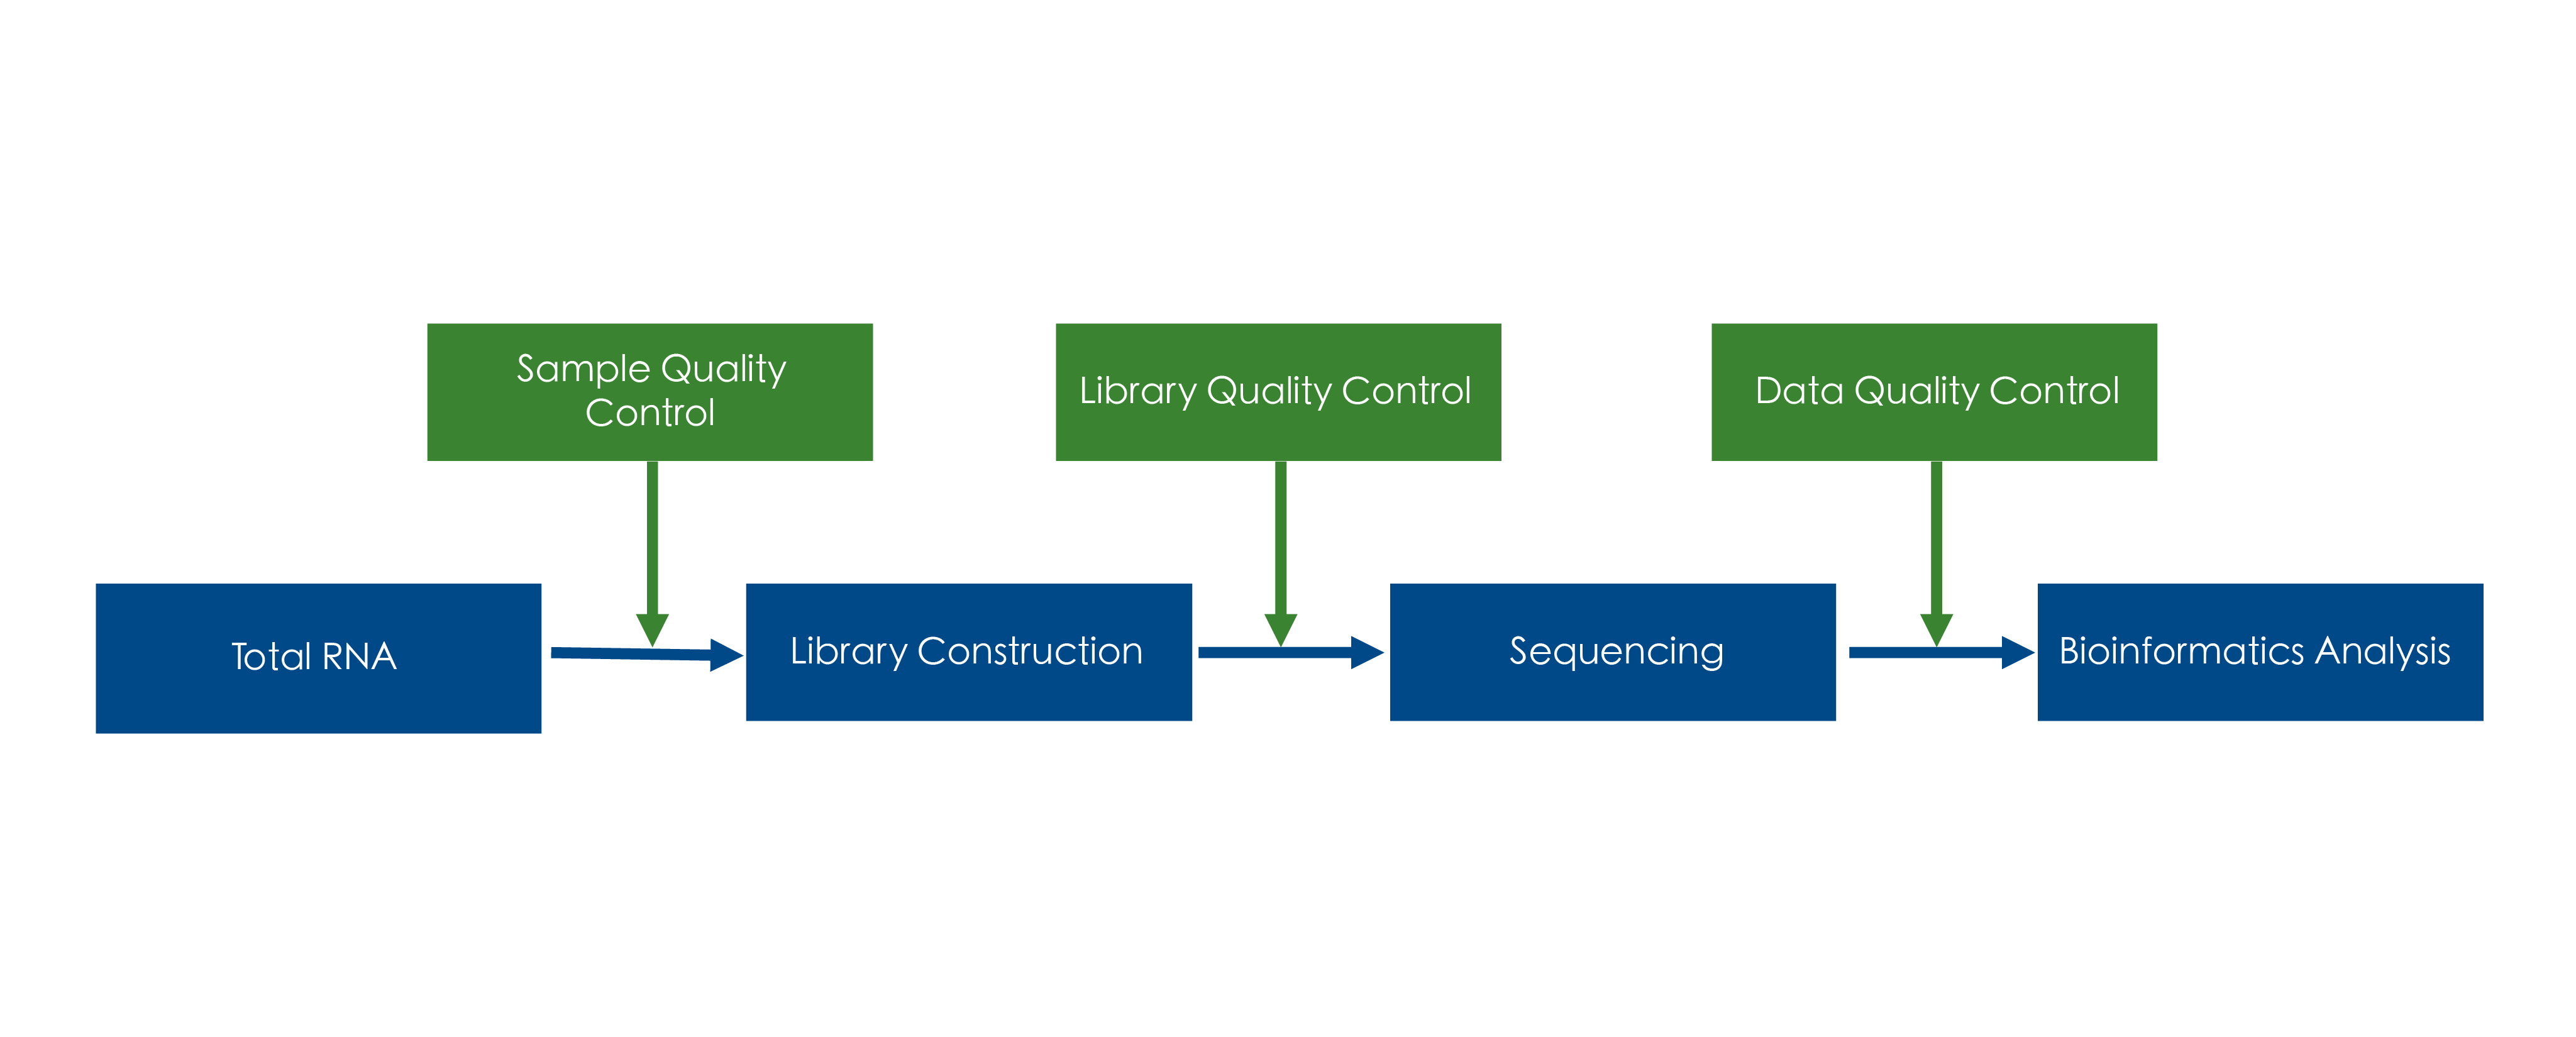 Sample Quality
Control
Library Quality Control
Data Quality Control
Total RNA
Library Construction
Sequencing
Bioinformatics Analysis